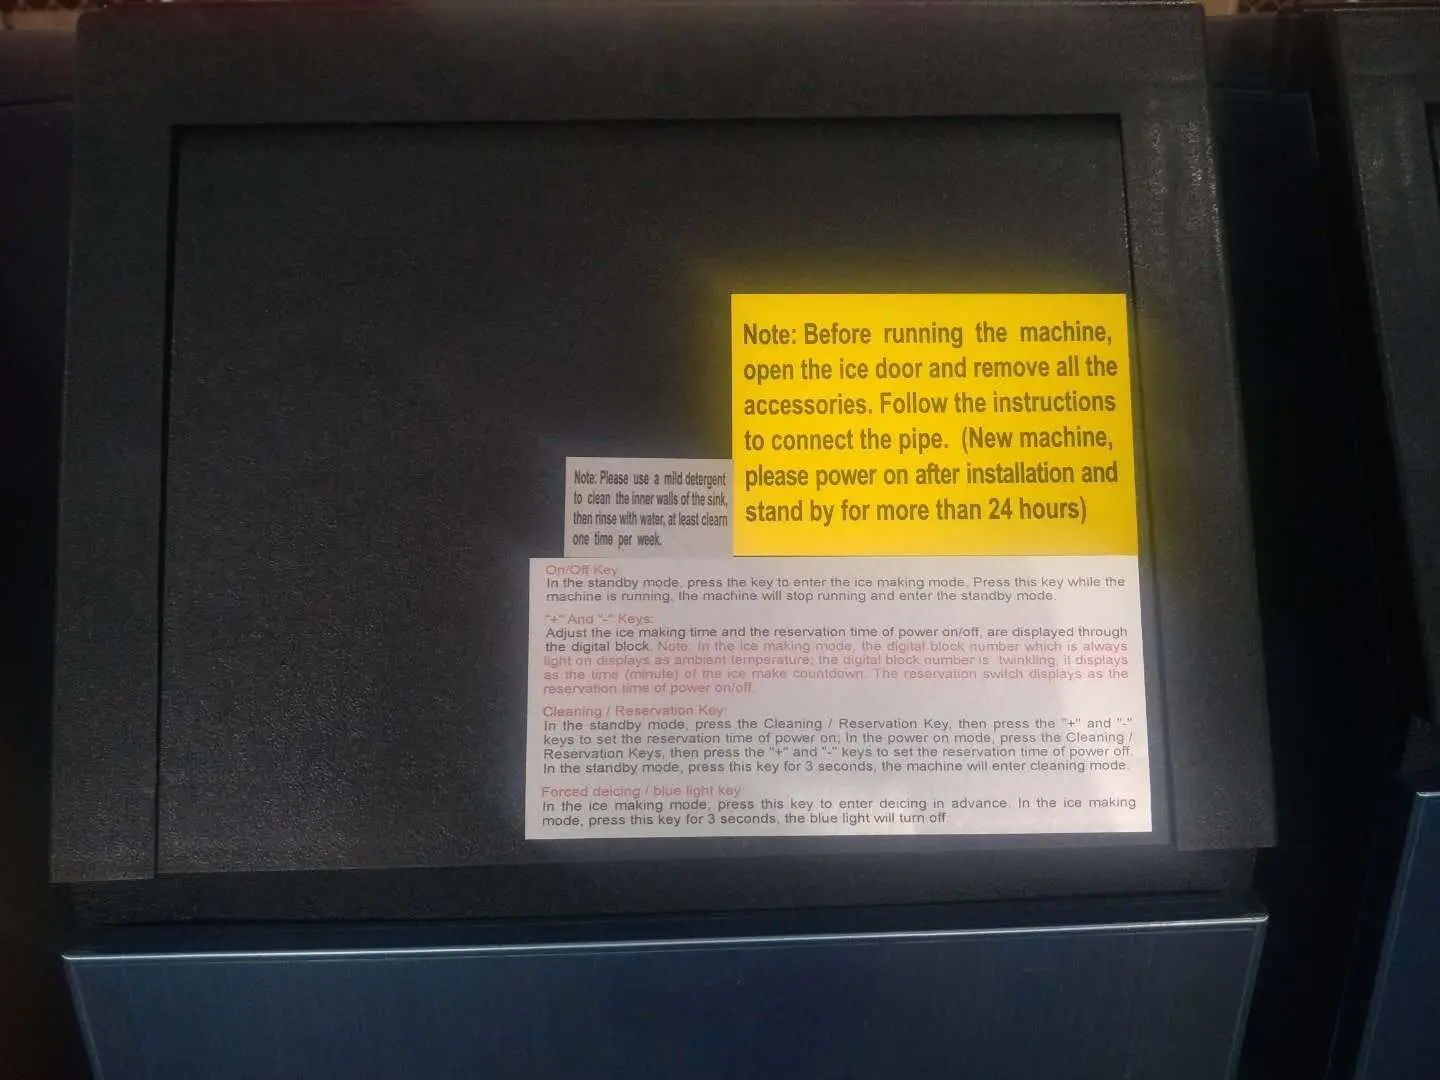 Note: Before running the machine,
open the ice door and remove all the
accessories. Follow the instructions
to connect the pipe. (New machine,
please power on after installation and
stand by for more than 24 hours)
Note: Please use a mild detergent
to clean the inner walls of the sink,
then rinse with water, at least clearn
one time per week.
On/Off Key:
In the standby mode, press the key to enter the ice making mode. Press this key while the
machine is running, the machine will stop running and enter the standby mode.
"+" And "-" Keys:
Adjust the ice making time and the reservation time of power on/off, are displayed through
the digital block. Note: In the ice making mode, the digital block number which is always
light on displays as ambient temperature; the digital block number is twinkling, it displays
as the time (minute) of the ice make countdown. The reservation switch displays as the
reservation time of power on/off.
Cleaning / Reservation Key:
In the standby mode, press the Cleaning / Reservation Key, then press the "+" and "-"
keys to set the reservation time of power on; In the power on mode, press the Cleaning /
Reservation Keys, then press the "+" and "-" keys to set the reservation time of power off.
In the standby mode, press this key for 3 seconds, the machine will enter cleaning mode.
Forced deicing / blue light key
In the ice making mode, press this key to enter deicing in advance. In the ice making
mode, press this key for 3 seconds, the blue light will turn off.